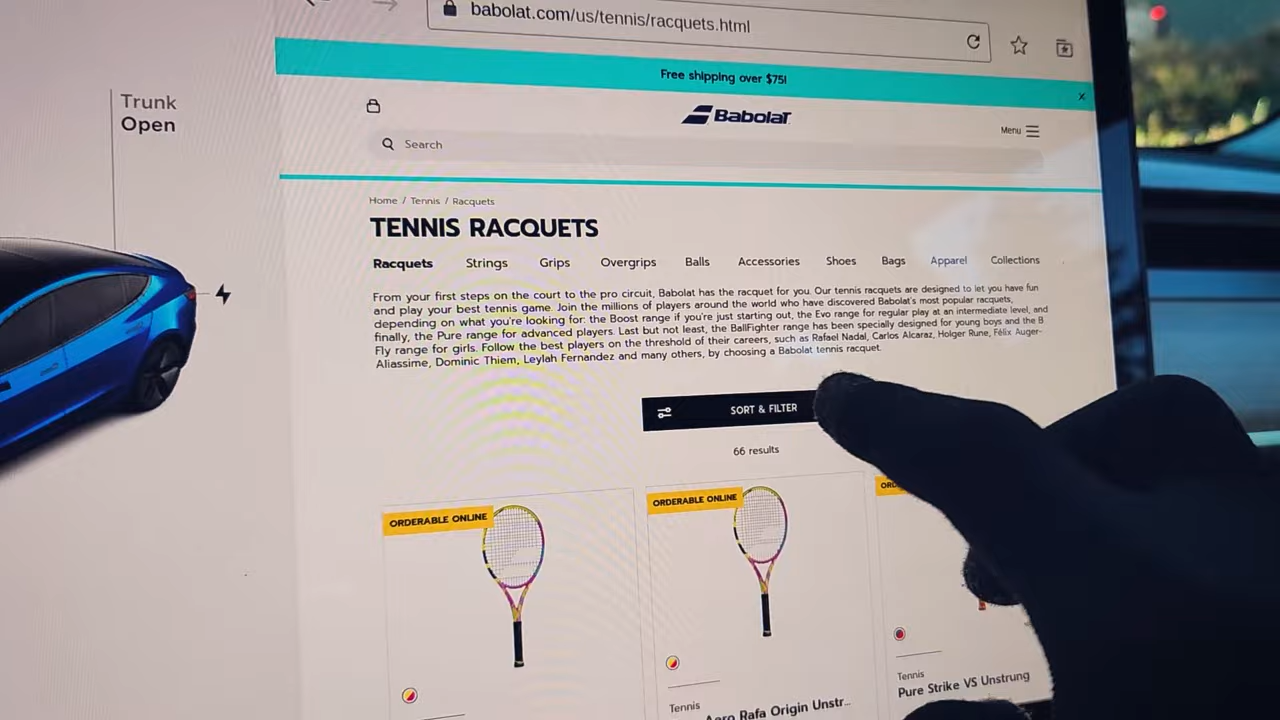 babolat.com/us/tennis/racquets.html
Free shipping over $75!
x
Trunk
Open
Babolat
Menu
Search
Home / Tennis / Racquets
TENNIS RACQUETS
Racquets Strings Grips Overgrips Balls Accessories Shoes Bags Apparel Collections
From your first steps on the court to the pro circuit, Babolat has the racquet for you. Our tennis racquets are designed to let you have fun
and play your best tennis game. Join the millions of players around the world who have discovered Babolat's most popular racquets,
depending on what you're looking for: the Boost range if you're just starting out, the Evo range for regular play at an intermediate level, and
finally, the Pure range for advanced players. Last but not least, the BallFighter range has been specially designed for young boys and the B
Fly range for girls. Follow the best players on the threshold of their careers, such as Rafael Nadal, Carlos Alcaraz, Holger Rune, Félix Auger-
Aliassime, Dominic Thiem, Leylah Fernandez and many others, by choosing a Babolat tennis racquet.
SORT & FILTER
66 results
ORDERABLE ONLINE
ORDERABLE ONLINE
ORD
Tennis
Aero Rafa Origin Unstr...
Tennis
Pure Strike VS Unstrung